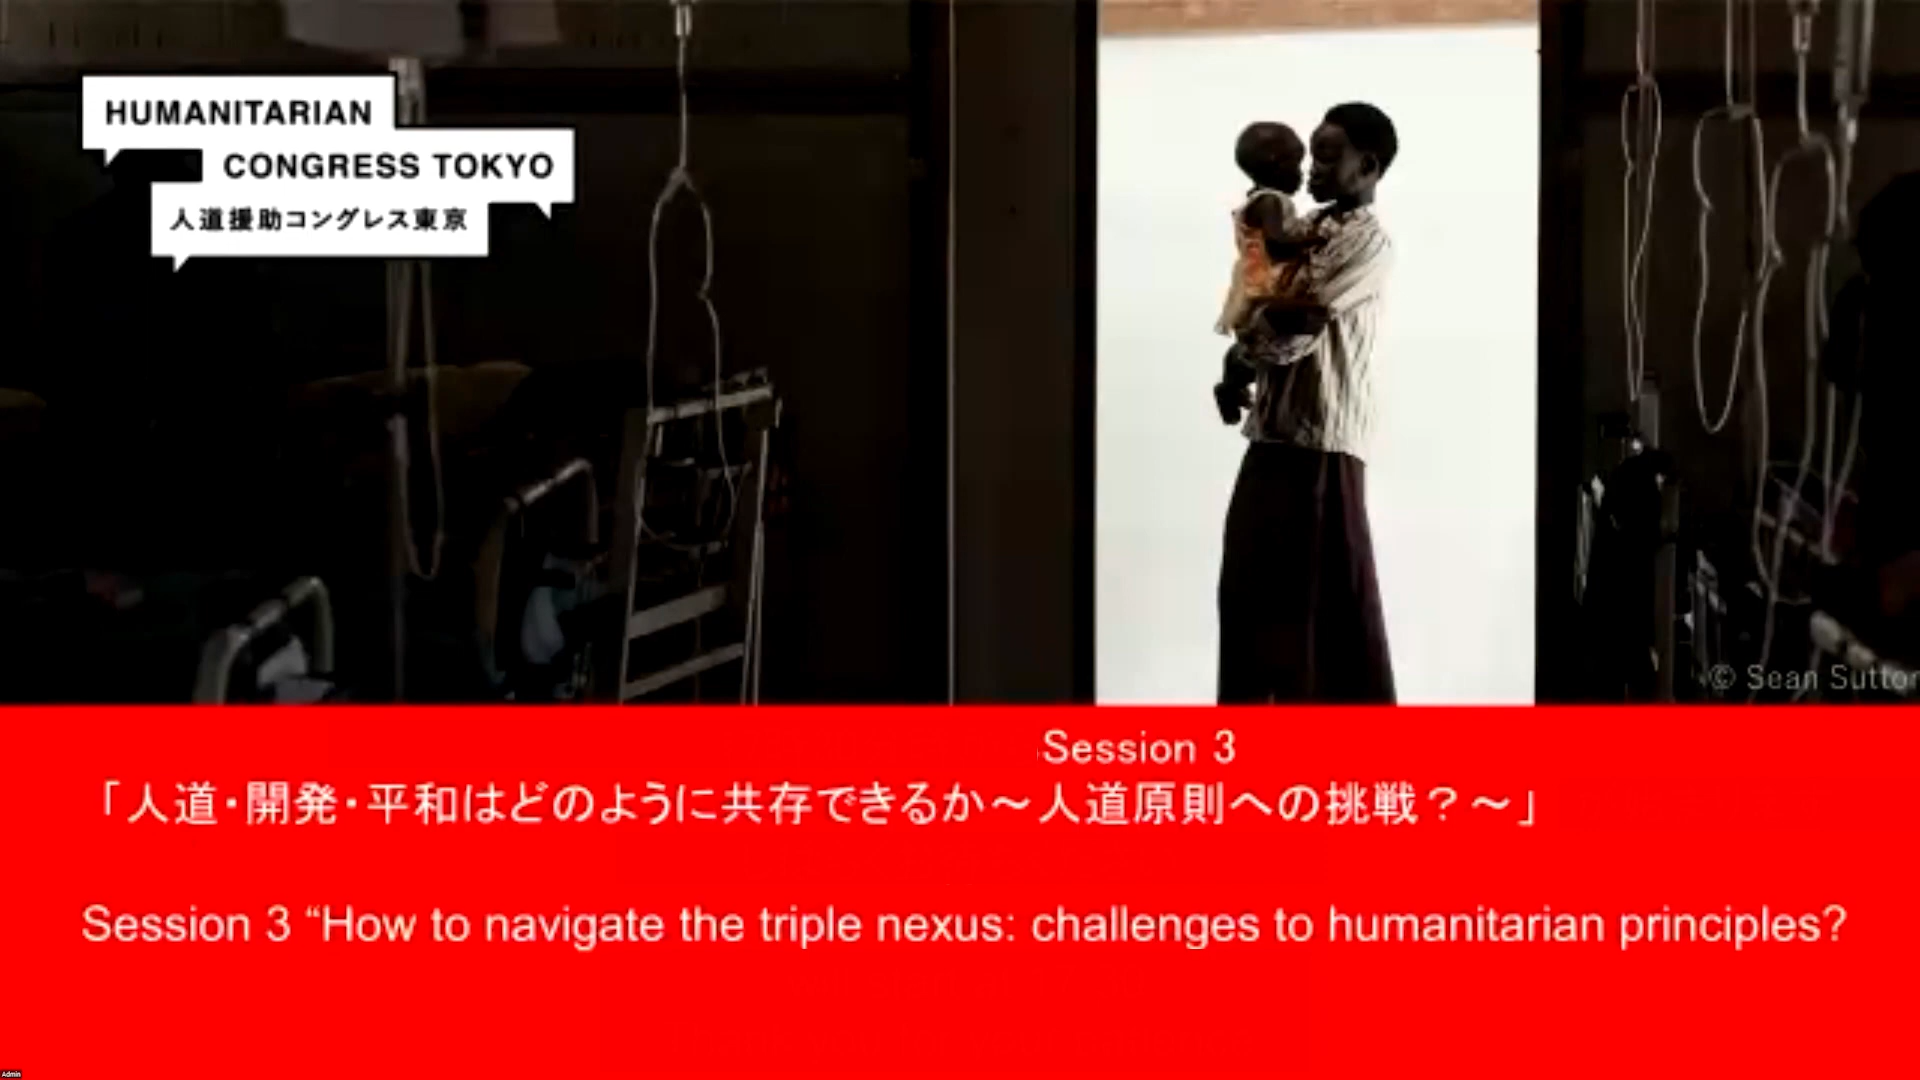 HUMANITARIAN
CONGRESS TOKYO
人道援助コングレス東京
© Sean Sutton
Session 3
「人道・開発・平和はどのように共存できるか～人道原則への挑戦？～」
Session 3 “How to navigate the triple nexus: challenges to humanitarian principles?
Admin